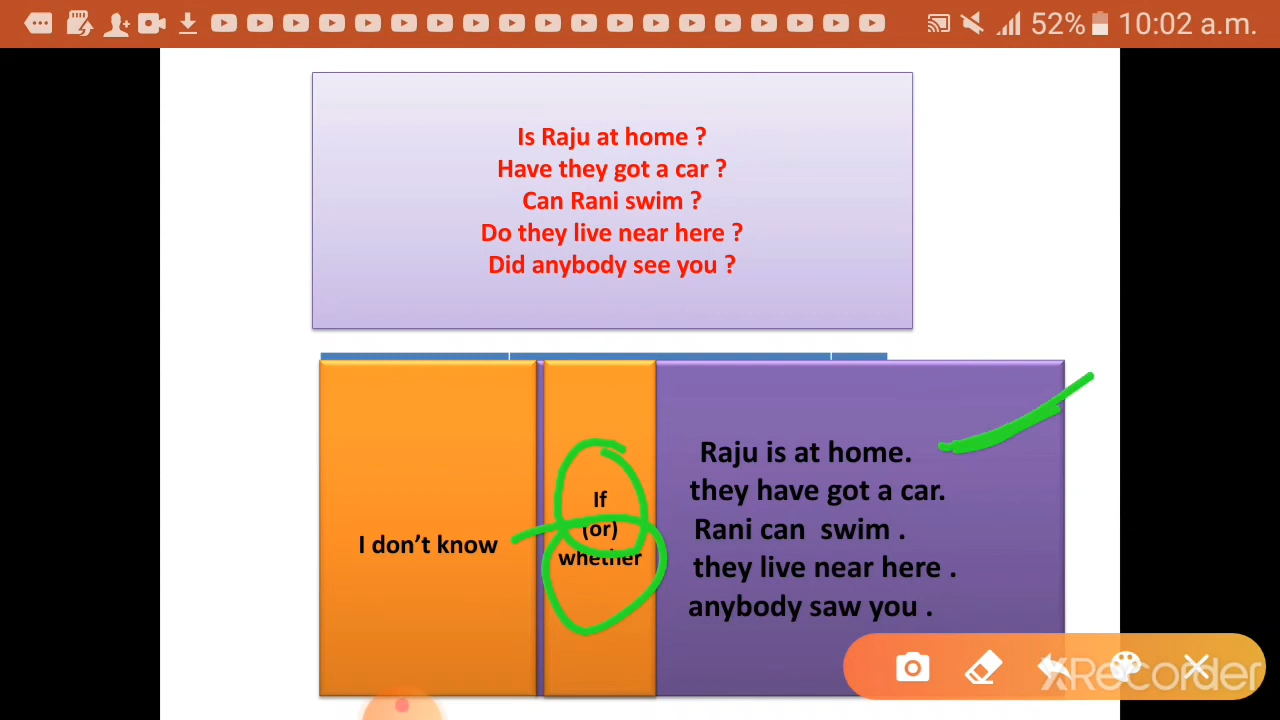 52% 10:02 a.m.
Is Raju at home ?
Have they got a car ?
Can Rani swim ?
Do they live near here ?
Did anybody see you ?
I don't know
If
(or)
whether
Raju is at home.
they have got a car.
Rani can swim .
they live near here .
anybody saw you .
XRecorder